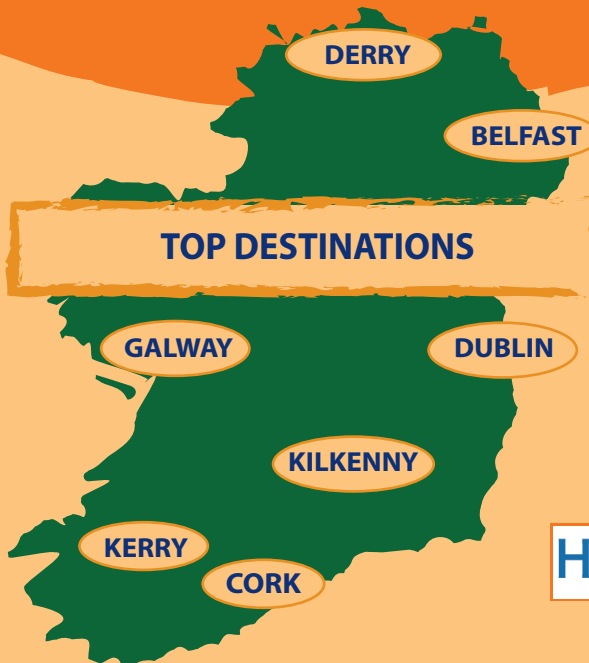 DERRY
BELFAST
TOP DESTINATIONS
GALWAY
DUBLIN
KILKENNY
KERRY
CORK
H